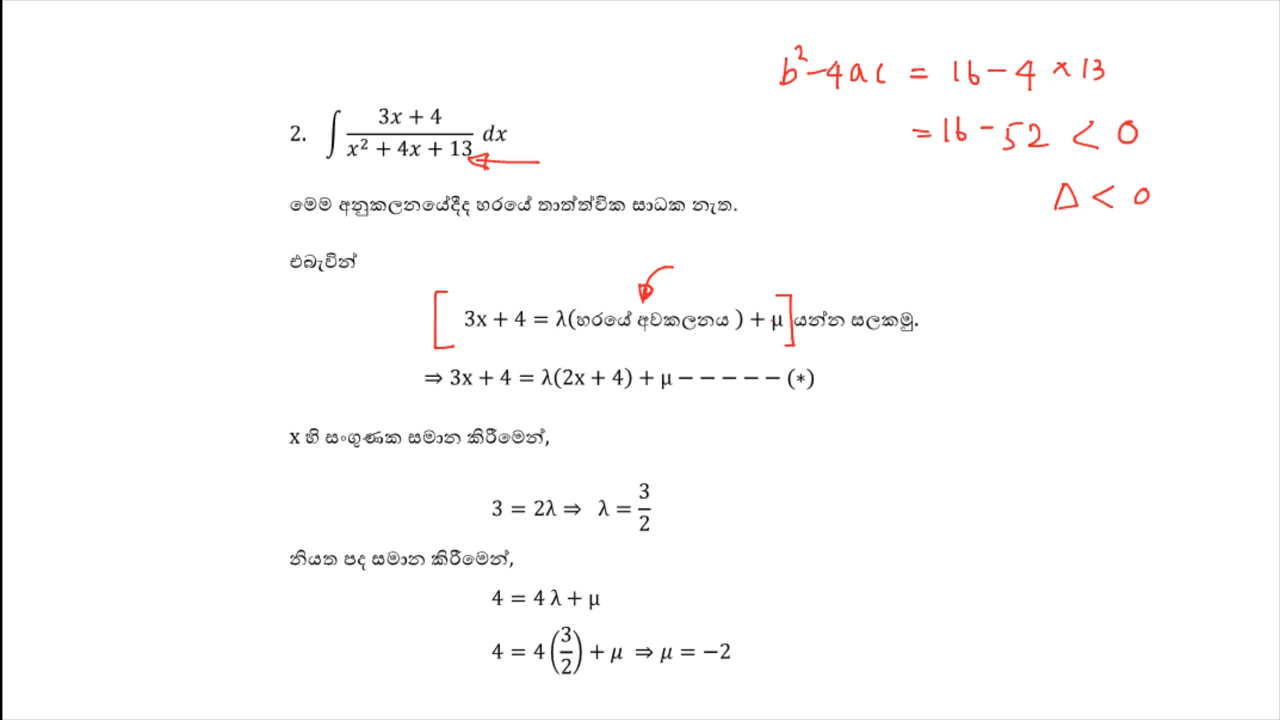 b²-4ac = 16-4 × 13
= 16-52 < 0
Δ < 0
2. ∫ (3x + 4)/(x² + 4x + 13) dx
මෙම අනුකලනයේදීද හරයේ තාත්ත්වික සාධක නැත.
එබැවින්
[3x + 4 = λ(හරයේ අවකලනය ) + μ] යන්න සලකමු.
⇒ 3x + 4 = λ(2x + 4) + μ − − − − − (∗)
x හි සංගුණක සමාන කිරීමෙන්,
3 = 2λ ⇒ λ = 3/2
නියත පද සමාන කිරීමෙන්,
4 = 4 λ + μ
4 = 4(3/2) + μ ⇒ μ = −2